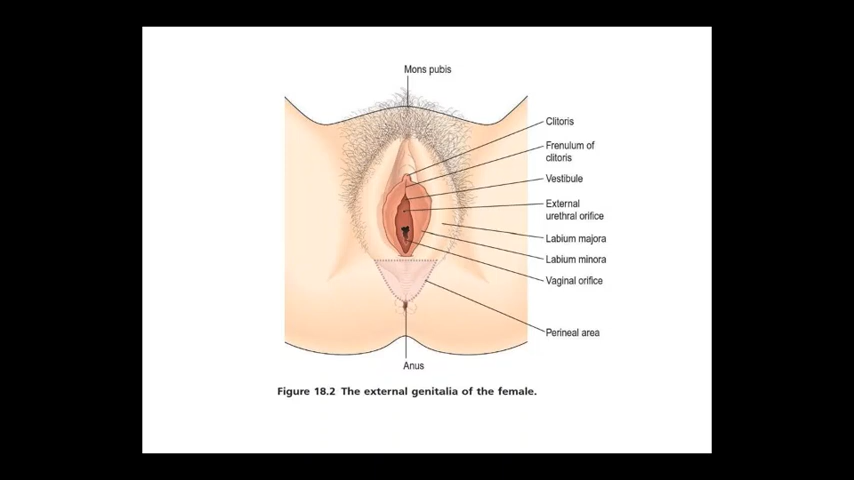 Mons pubis
Clitoris
Frenulum of
clitoris
Vestibule
External
urethral orifice
Labium majora
Labium minora
Vaginal orifice
Perineal area
Anus
Figure 18.2 The external genitalia of the female.